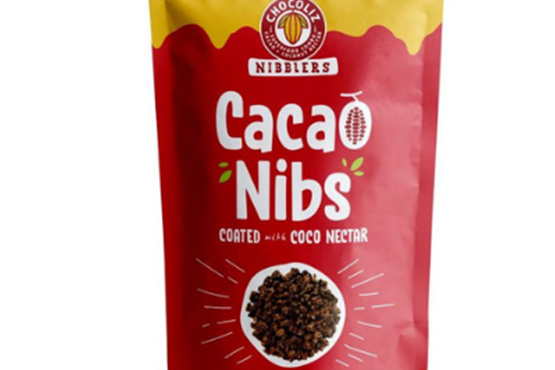 CHOCOLIZ
NIBBLERS
Cacao
Nibs
COATED with COCO NECTAR